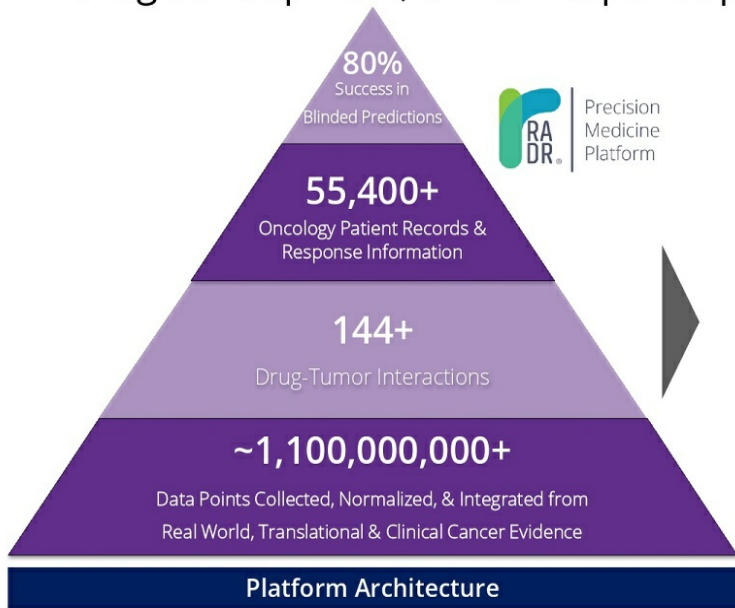 80%
Success in
Blinded Predictions
RA
DR®
Precision
Medicine
Platform
55,400+
Oncology Patient Records &
Response Information
144+
Drug-Tumor Interactions
~1,100,000,000+
Data Points Collected, Normalized, & Integrated from
Real World, Translational & Clinical Cancer Evidence
Platform Architecture